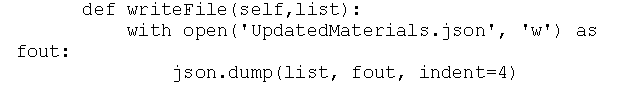 def writeFile(self,list):
with open('UpdatedMaterials.json', 'w') as
fout:
json.dump(list, fout, indent=4)